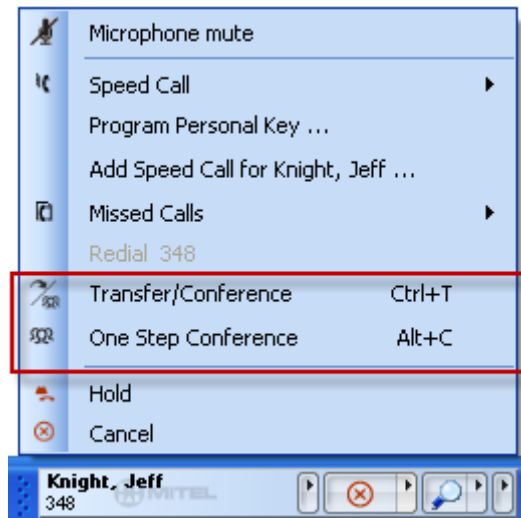 Microphone mute
Speed Call
Program Personal Key ...
Add Speed Call for Knight, Jeff ...
Missed Calls
Redial 348
Transfer/Conference Ctrl+T
One Step Conference Alt+C
Hold
Cancel
Knight, Jeff
348 MITEL